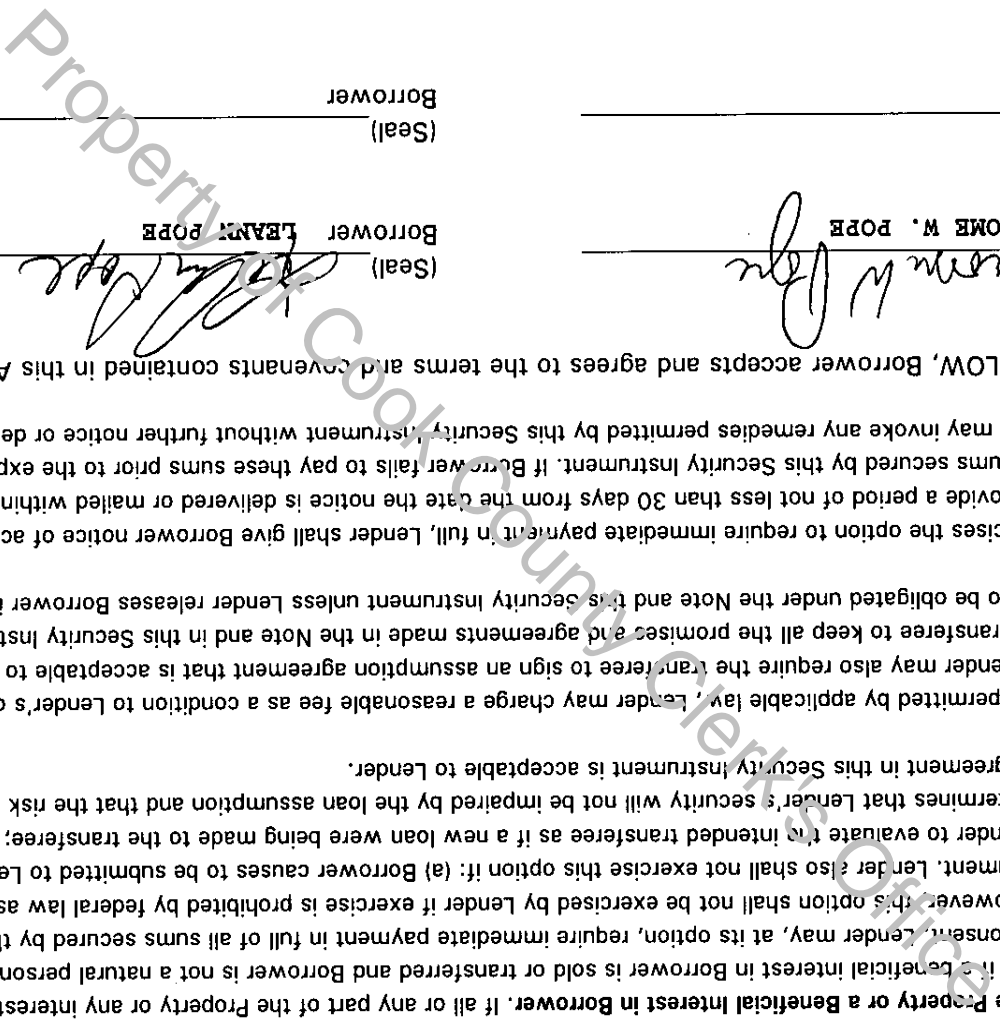 e Property or a Beneficial Interest in Borrower. If all or any part of the Property or any interest
if a beneficial interest in Borrower is sold or transferred and Borrower is not a natural person
onsent, Lender may, at its option, require immediate payment in full of all sums secured by th
owever, this option shall not be exercised by Lender if exercise is prohibited by federal law as
ument. Lender also shall not exercise this option if: (a) Borrower causes to be submitted to Le
nder to evaluate the intended transferee as if a new loan were being made to the transferee;
termines that Lender's security will not be impaired by the loan assumption and that the risk
greement in this Security Instrument is acceptable to Lender.
permitted by applicable law, Lender may charge a reasonable fee as a condition to Lender's c
ender may also require the transferee to sign an assumption agreement that is acceptable to
ransferee to keep all the promises and agreements made in the Note and in this Security Inst
o be obligated under the Note and this Security Instrument unless Lender releases Borrower i
cises the option to require immediate payment in full, Lender shall give Borrower notice of ac
ovide a period of not less than 30 days from the date the notice is delivered or mailed within
ums secured by this Security Instrument. If Borrower fails to pay these sums prior to the exp
may invoke any remedies permitted by this Security Instrument without further notice or de
LOW, Borrower accepts and agrees to the terms and covenants contained in this A
ome W Pope
(Seal)
LeAnn Pope
OME W. POPE
Borrower
LEANN POPE
(Seal)
Borrower
Property of Cook County Clerk's Office